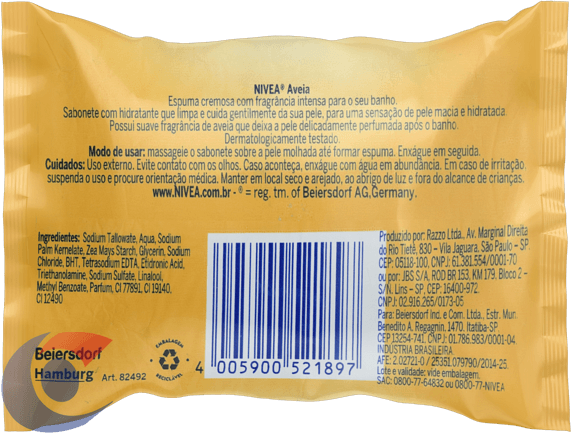 NIVEA® Aveia
Espuma cremosa com fragrância intensa para o seu banho.
Sabonete com hidratante que limpa e cuida gentilmente da sua pele, para uma sensação de pele macia e hidratada.
Possui suave fragrância de aveia que deixa a pele delicadamente perfumada após o banho.
Dermatologicamente testado.
Modo de usar: massageie o sabonete sobre a pele molhada até formar espuma. Enxágue em seguida.
Cuidados: Uso externo. Evite contato com os olhos. Caso aconteça, enxágue com água em abundância. Em caso de irritação,
suspenda o uso e procure orientação médica. Manter em local seco e arejado, ao abrigo de luz e fora do alcance de crianças.
www.NIVEA.com.br - ® = reg. tm. of Beiersdorf AG,Germany.
Ingredientes: Sodium Tallowate, Aqua, Sodium
Palm Kernelate, Zea Mays Starch, Glycerin, Sodium
Chloride, BHT, Tetrasodium EDTA, Etidronic Acid,
Triethanolamine, Sodium Sulfate, Linalool,
Methyl Benzoate, Parfum, CI 77891, CI 19140,
CI 12490
Beiersdorf
Hamburg
Art. 82492
EMBALAGEM
RECICLÁVEL
4 005900 521897
Produzido por: Razzo Ltda., Av. Marginal Direita
do Rio Tietê, 830 – Vila Jaguara, São Paulo – SP.
CEP: 05118-100. CNPJ: 61.381.554/0001-70
ou por: JBS S/A. ROD BR 153, KM 179. Bloco 2 –
S/N. Lins – SP. CEP: 16400-972.
CNPJ: 02.916.265/0173-05
Para: Beiersdorf Ind. e Com. Ltda., Estr. Mun.
Benedito A. Regagnin, 1470. Itatiba-SP
CEP 13254-741. CNPJ: 01.786.983/0001-04.
INDÚSTRIA BRASILEIRA
AFE: 2.02721-0 / 25351.079790/2014-25.
Lote e validade: vide embalagem.
SAC: 0800-77-64832 ou 0800-77-NIVEA